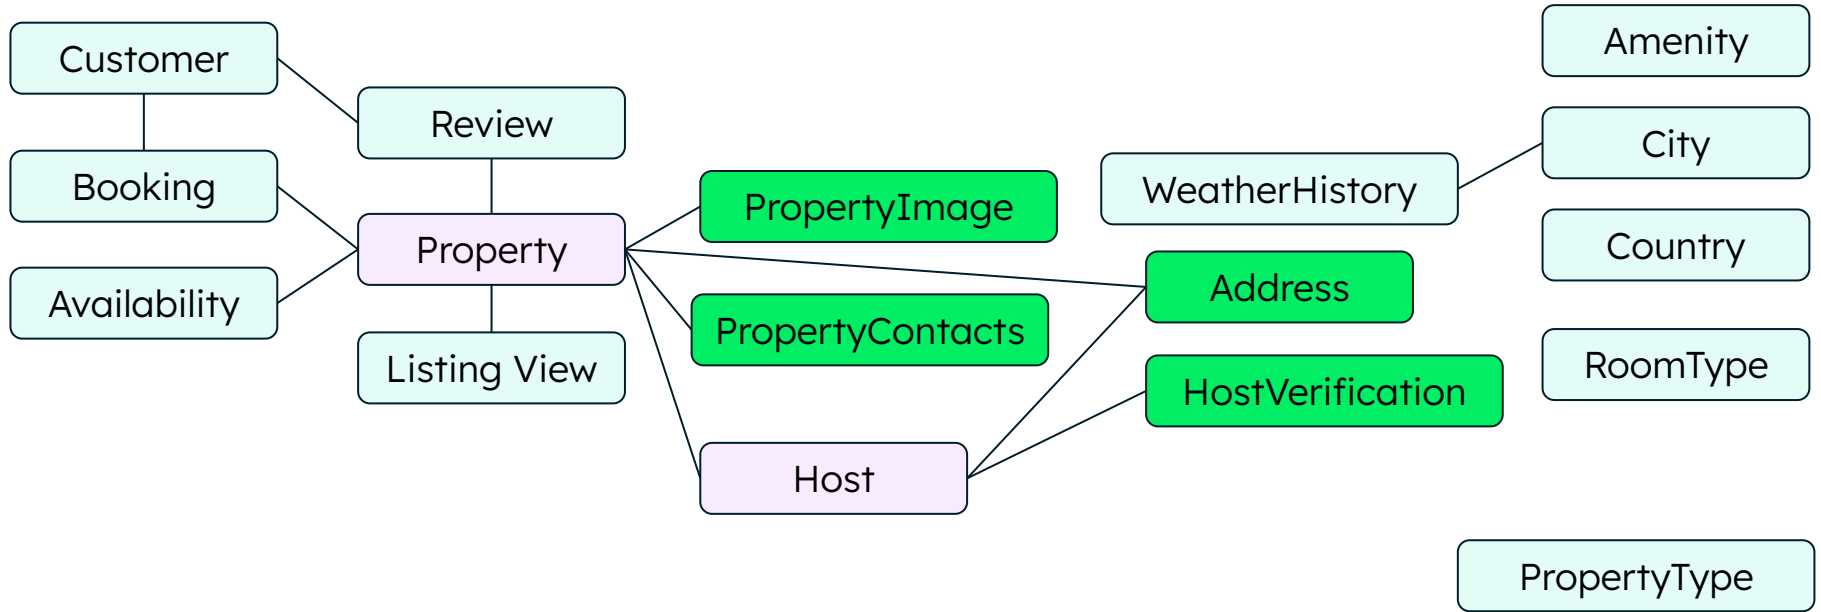 Customer
Booking
Availability
Review
Property
Listing View
PropertyImage
PropertyContacts
Host
WeatherHistory
Address
HostVerification
Amenity
City
Country
RoomType
PropertyType